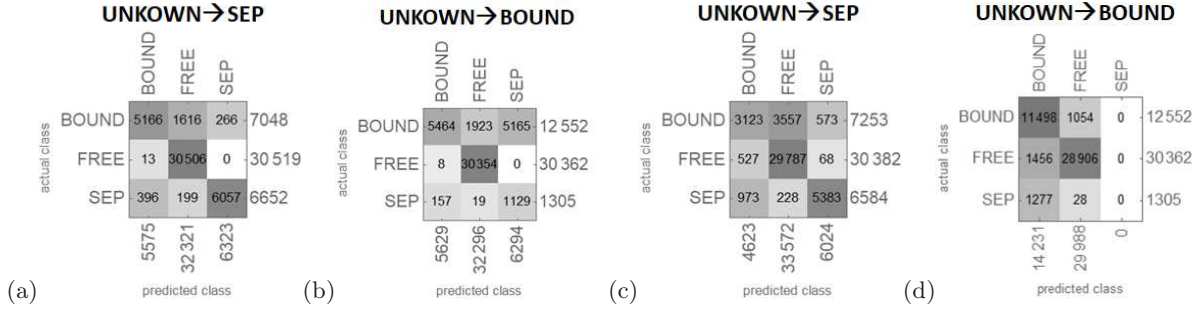 UNKOWN→SEP
BOUND
FREE
SEP
actual class
BOUND 5166 1616 266 7048
FREE 13 30506 0 30519
SEP 396 199 6057 6652
5575 32321 6323
predicted class
(a)
UNKOWN→BOUND
BOUND
FREE
SEP
actual class
BOUND 5464 1923 5165 12552
FREE 8 30354 0 30362
SEP 157 19 1129 1305
5629 32296 6294
predicted class
(b)
UNKOWN→SEP
BOUND
FREE
SEP
actual class
BOUND 3123 3557 573 7253
FREE 527 29787 68 30382
SEP 973 228 5383 6584
4623 33572 6024
predicted class
(c)
UNKOWN→BOUND
BOUND
FREE
SEP
actual class
BOUND 11498 1054 0 12552
FREE 1456 28906 0 30362
SEP 1277 28 0 1305
14231 29988 0
predicted class
(d)